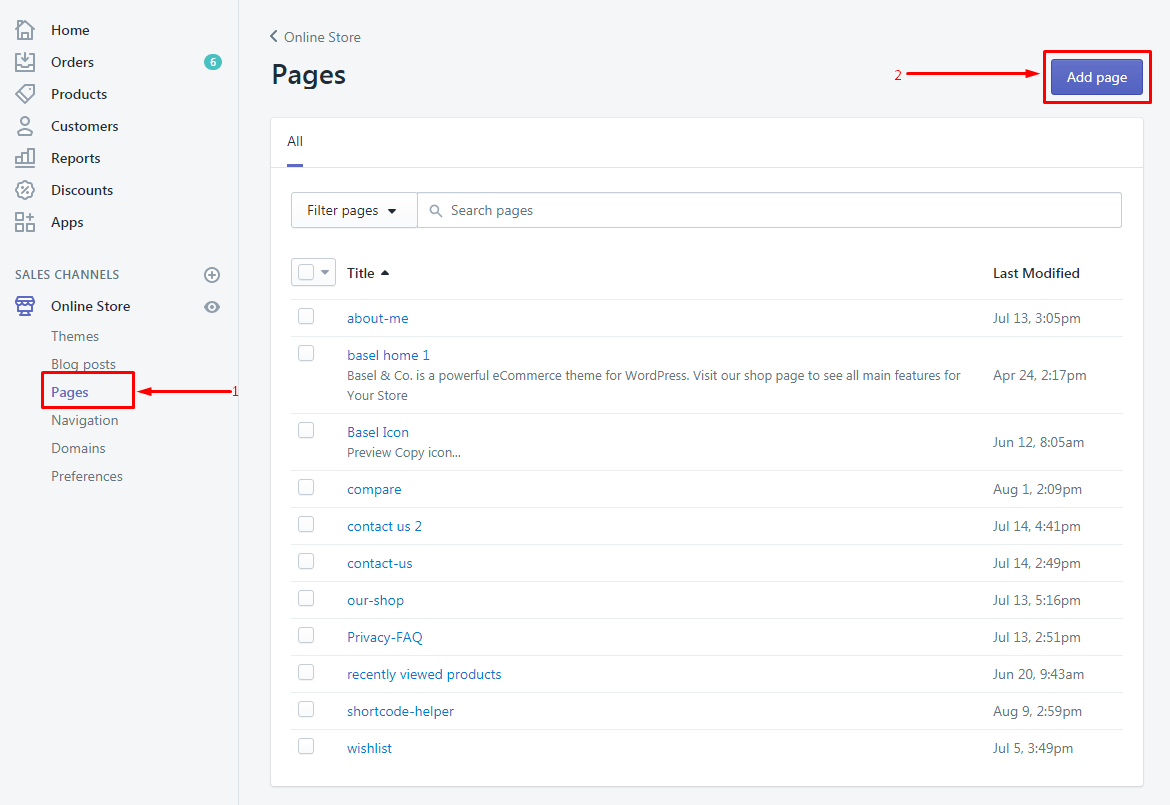 Home
Orders 6
Products
Customers
Reports
Discounts
Apps
SALES CHANNELS
Online Store
Themes
Blog posts
Pages 1
Navigation
Domains
Preferences
Online Store
Pages
2 Add page
All
Filter pages Search pages
Title Last Modified
about-me Jul 13, 3:05pm
basel home 1
Basel & Co. is a powerful eCommerce theme for WordPress. Visit our shop page to see all main features for
Your Store
Apr 24, 2:17pm
Basel Icon
Preview Copy icon...
Jun 12, 8:05am
compare Aug 1, 2:09pm
contact us 2 Jul 14, 4:41pm
contact-us Jul 14, 2:49pm
our-shop Jul 13, 5:16pm
Privacy-FAQ Jul 13, 2:51pm
recently viewed products Jun 20, 9:43am
shortcode-helper Aug 9, 2:59pm
wishlist Jul 5, 3:49pm